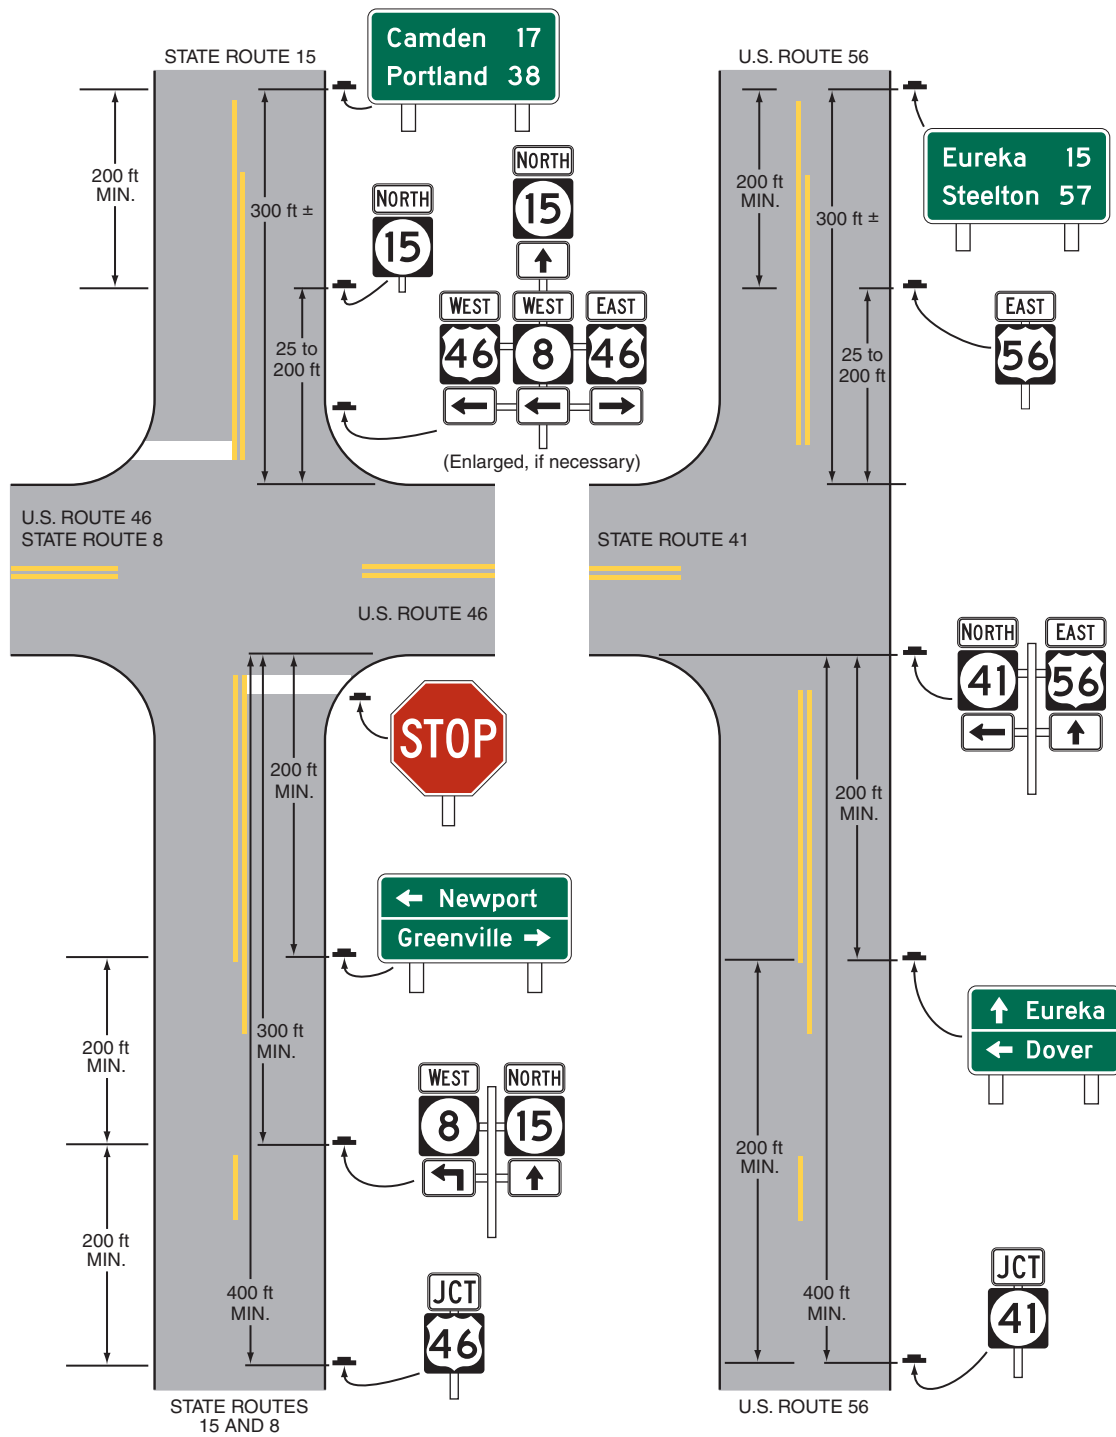 STATE ROUTE 15
Camden 17
Portland 38
200 ft
MIN.
300 ft ±
NORTH
15
NORTH
15
WEST
46
WEST
8
EAST
46
(Enlarged, if necessary)
25 to
200 ft
U.S. ROUTE 46
STATE ROUTE 8
U.S. ROUTE 46
STOP
200 ft
MIN.
Newport
Greenville
300 ft
MIN.
200 ft
MIN.
WEST
8
NORTH
15
200 ft
MIN.
400 ft
MIN.
JCT
46
STATE ROUTES
15 AND 8
U.S. ROUTE 56
200 ft
MIN.
300 ft ±
Eureka 15
Steelton 57
25 to
200 ft
EAST
56
STATE ROUTE 41
NORTH
41
EAST
56
200 ft
MIN.
Eureka
Dover
200 ft
MIN.
400 ft
MIN.
JCT
41
U.S. ROUTE 56